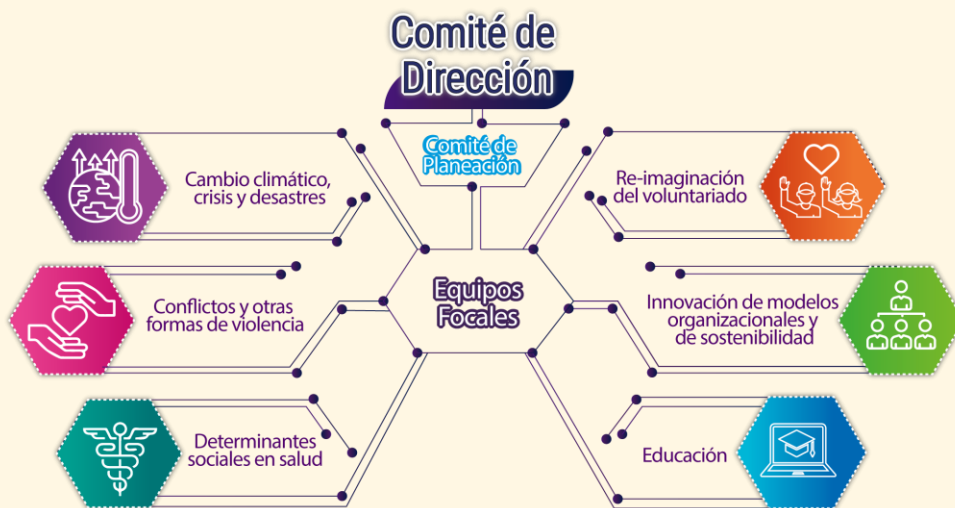 Comité de
Dirección
Comité de
Planeación
Cambio climático,
crisis y desastres
Re-imaginación
del voluntariado
Conflictos y otras
formas de violencia
Equipos
Focales
Innovación de modelos
organizacionales y
de sostenibilidad
Determinantes
sociales en salud
Educación